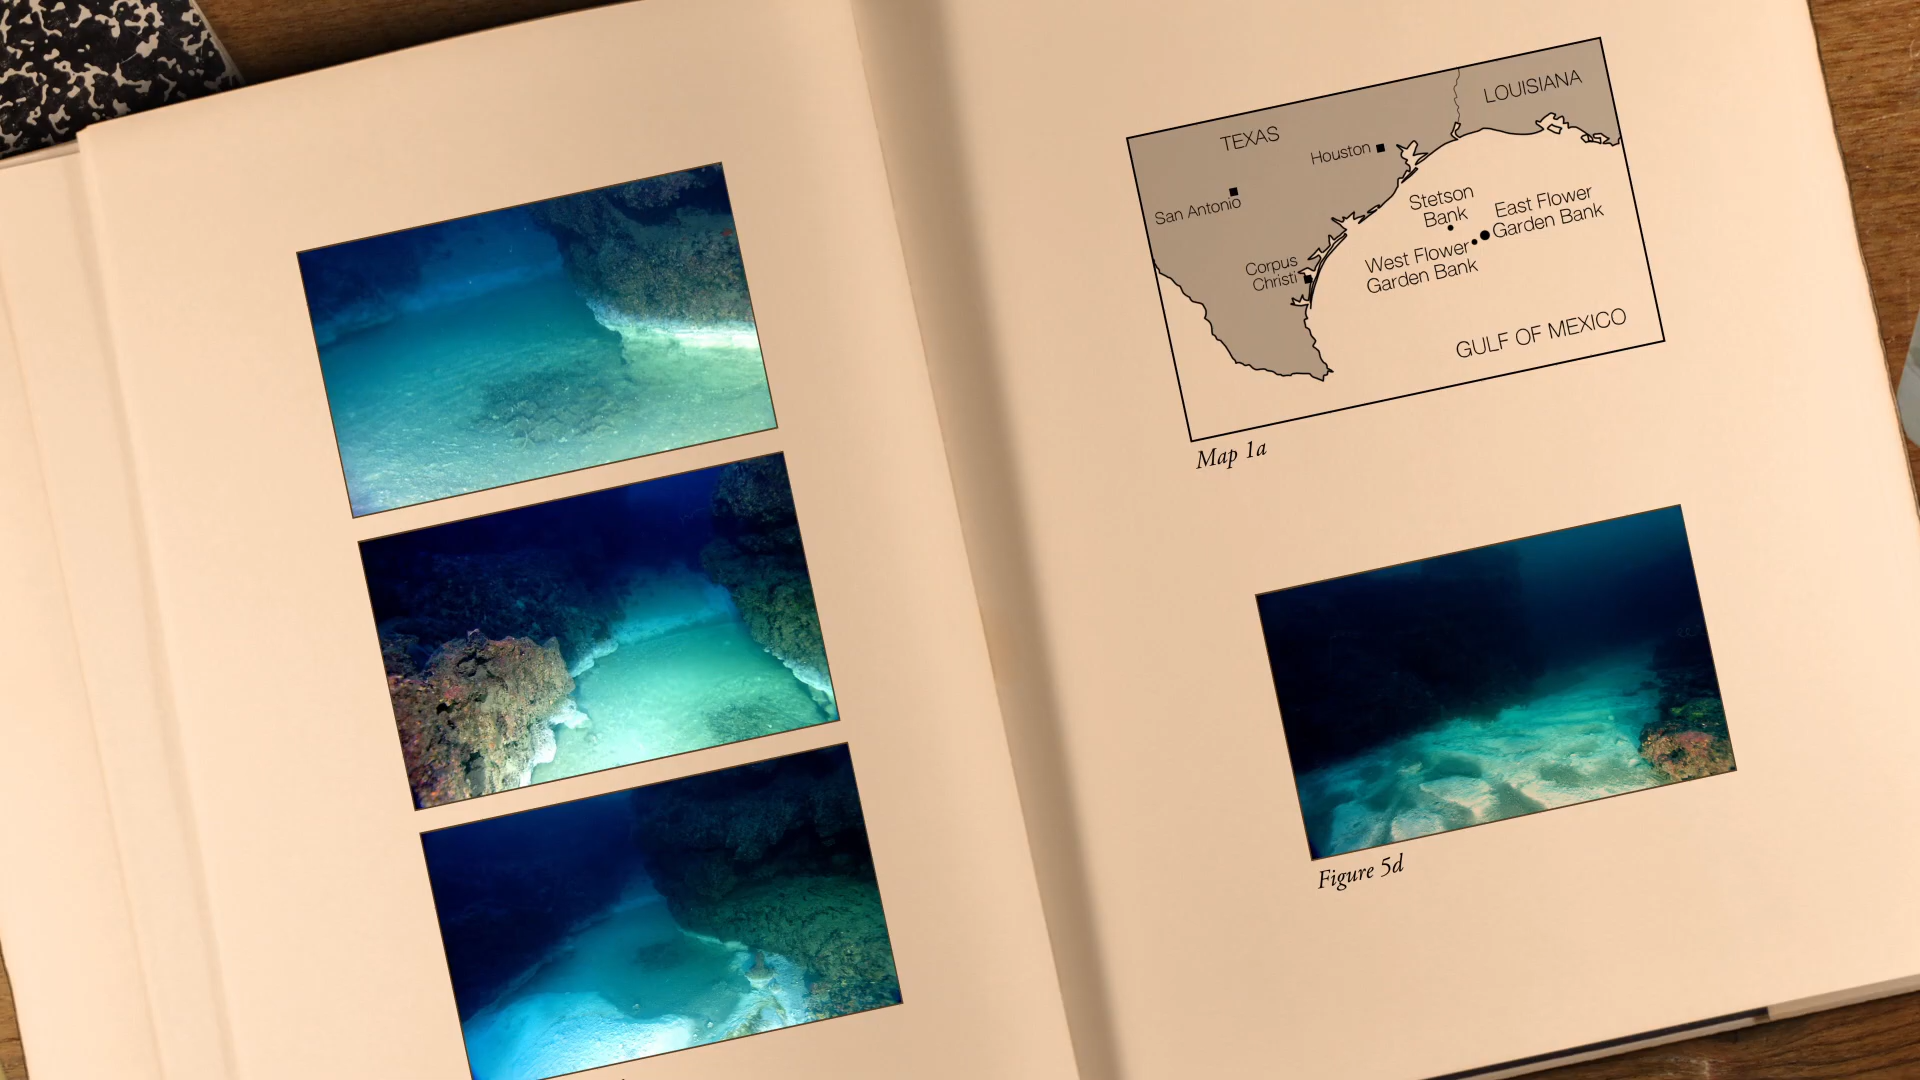 LOUISIANA
TEXAS
Houston
San Antonio
Stetson
Bank
East Flower
Garden Bank
West Flower
Garden Bank
Corpus
Christi
GULF OF MEXICO
Map 1a
Figure 5d